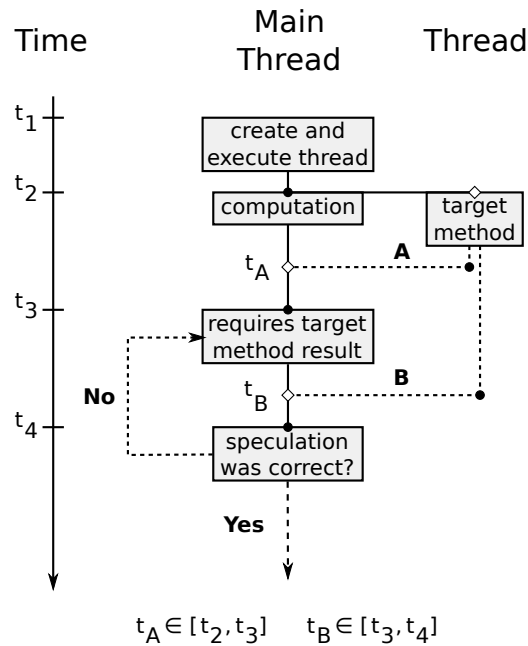 Time
Main
Thread
Thread
t1
create and
execute thread
t2
computation
target
method
A
tA
t3
requires target
method result
B
tB
No
t4
speculation
was correct?
Yes
tA ∈ [t2, t3]
tB ∈ [t3, t4]